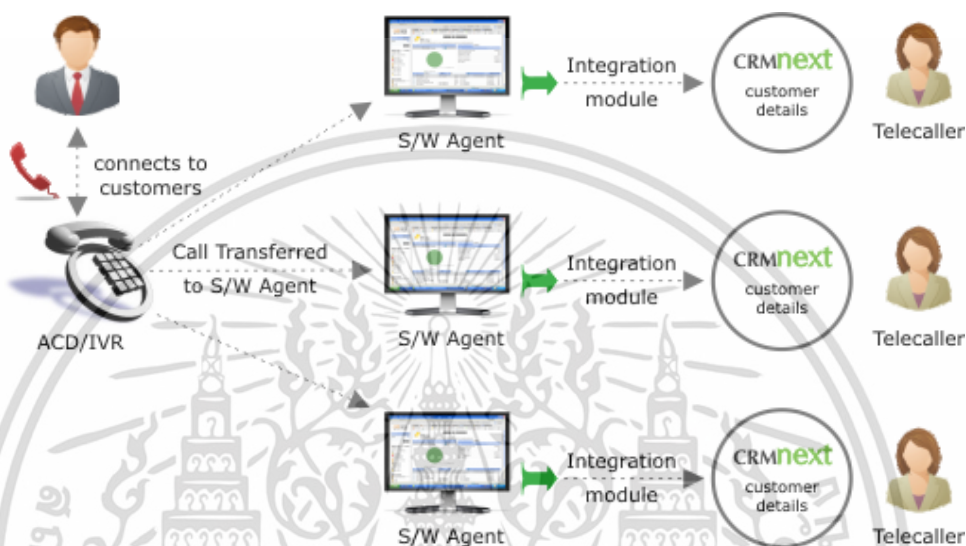 S/W Agent
Integration
module
CRMnext
customer
details
Telecaller
connects to
customers
Call Transferred
to S/W Agent
ACD/IVR
S/W Agent
Integration
module
CRMnext
customer
details
Telecaller
S/W Agent
Integration
module
CRMnext
customer
details
Telecaller